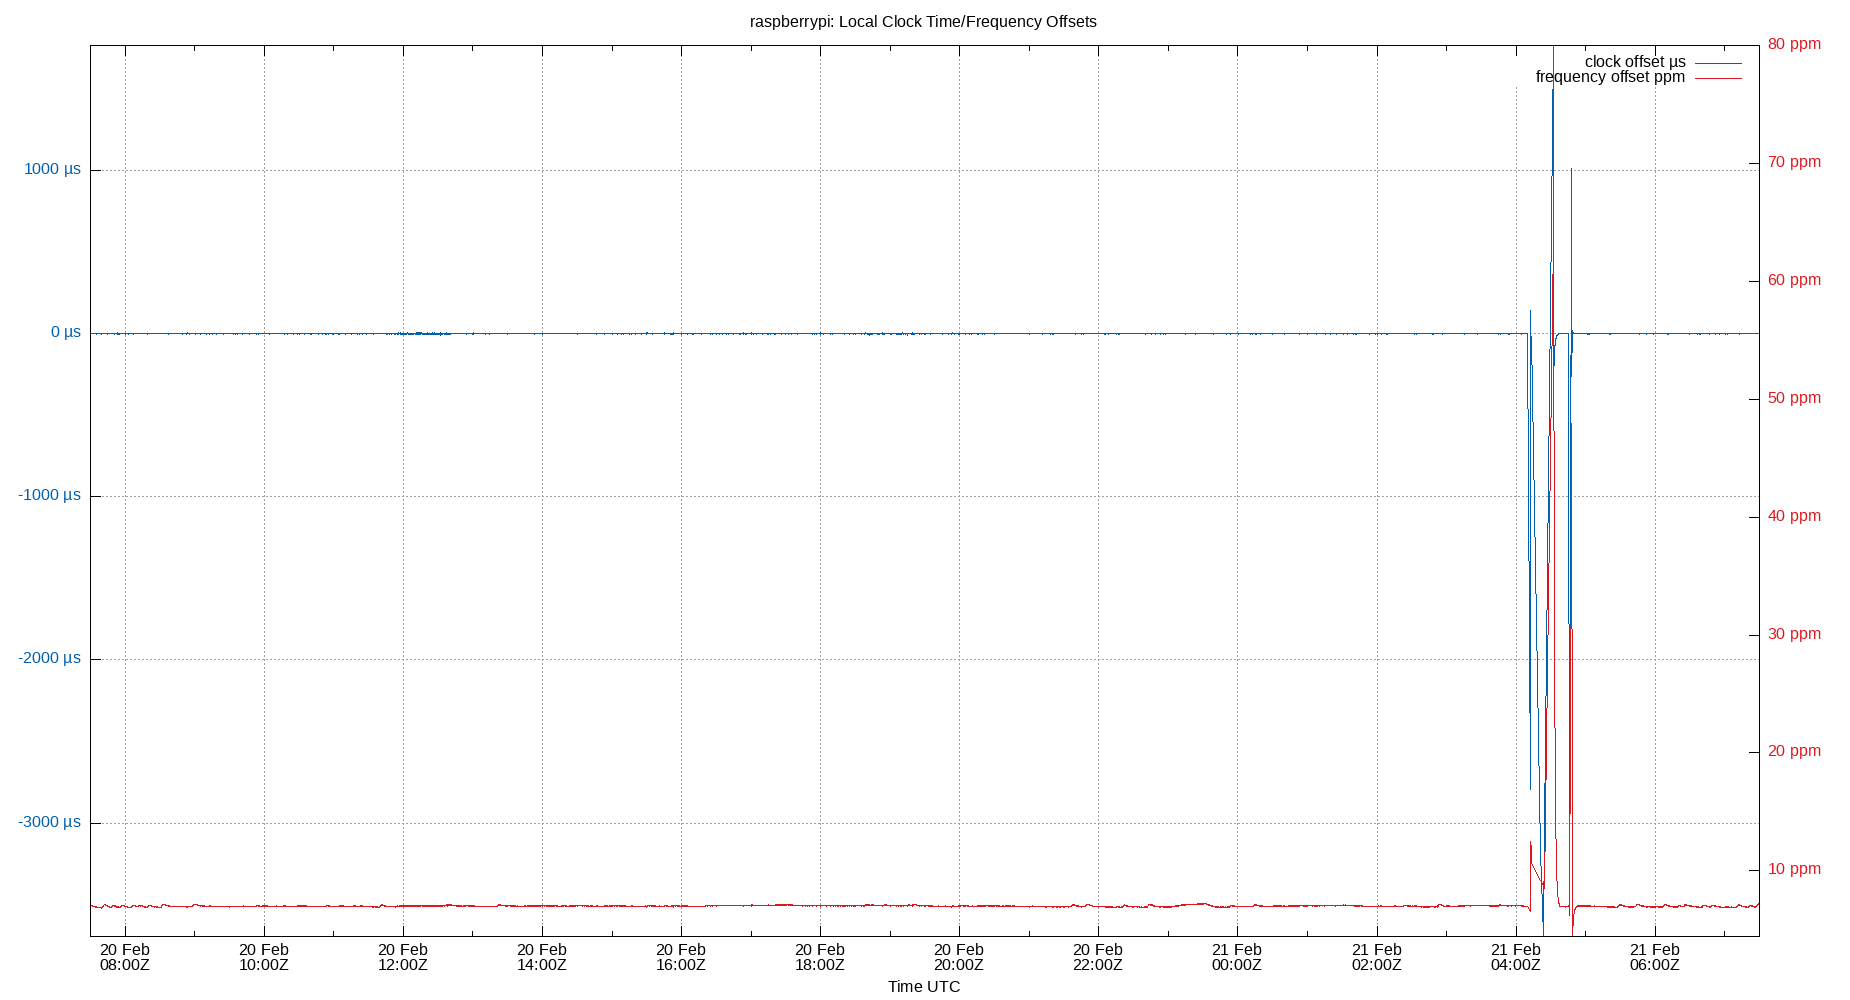 raspberrypi: Local Clock Time/Frequency Offsets
80 ppm
clock offset µs
frequency offset ppm
1000 µs
70 ppm
60 ppm
0 µs
50 ppm
-1000 µs
40 ppm
30 ppm
-2000 µs
20 ppm
-3000 µs
10 ppm
20 Feb 20 Feb 20 Feb 20 Feb 20 Feb 20 Feb 20 Feb 20 Feb 21 Feb 21 Feb 21 Feb 21 Feb
08:00Z 10:00Z 12:00Z 14:00Z 16:00Z 18:00Z 20:00Z 22:00Z 00:00Z 02:00Z 04:00Z 06:00Z
Time UTC